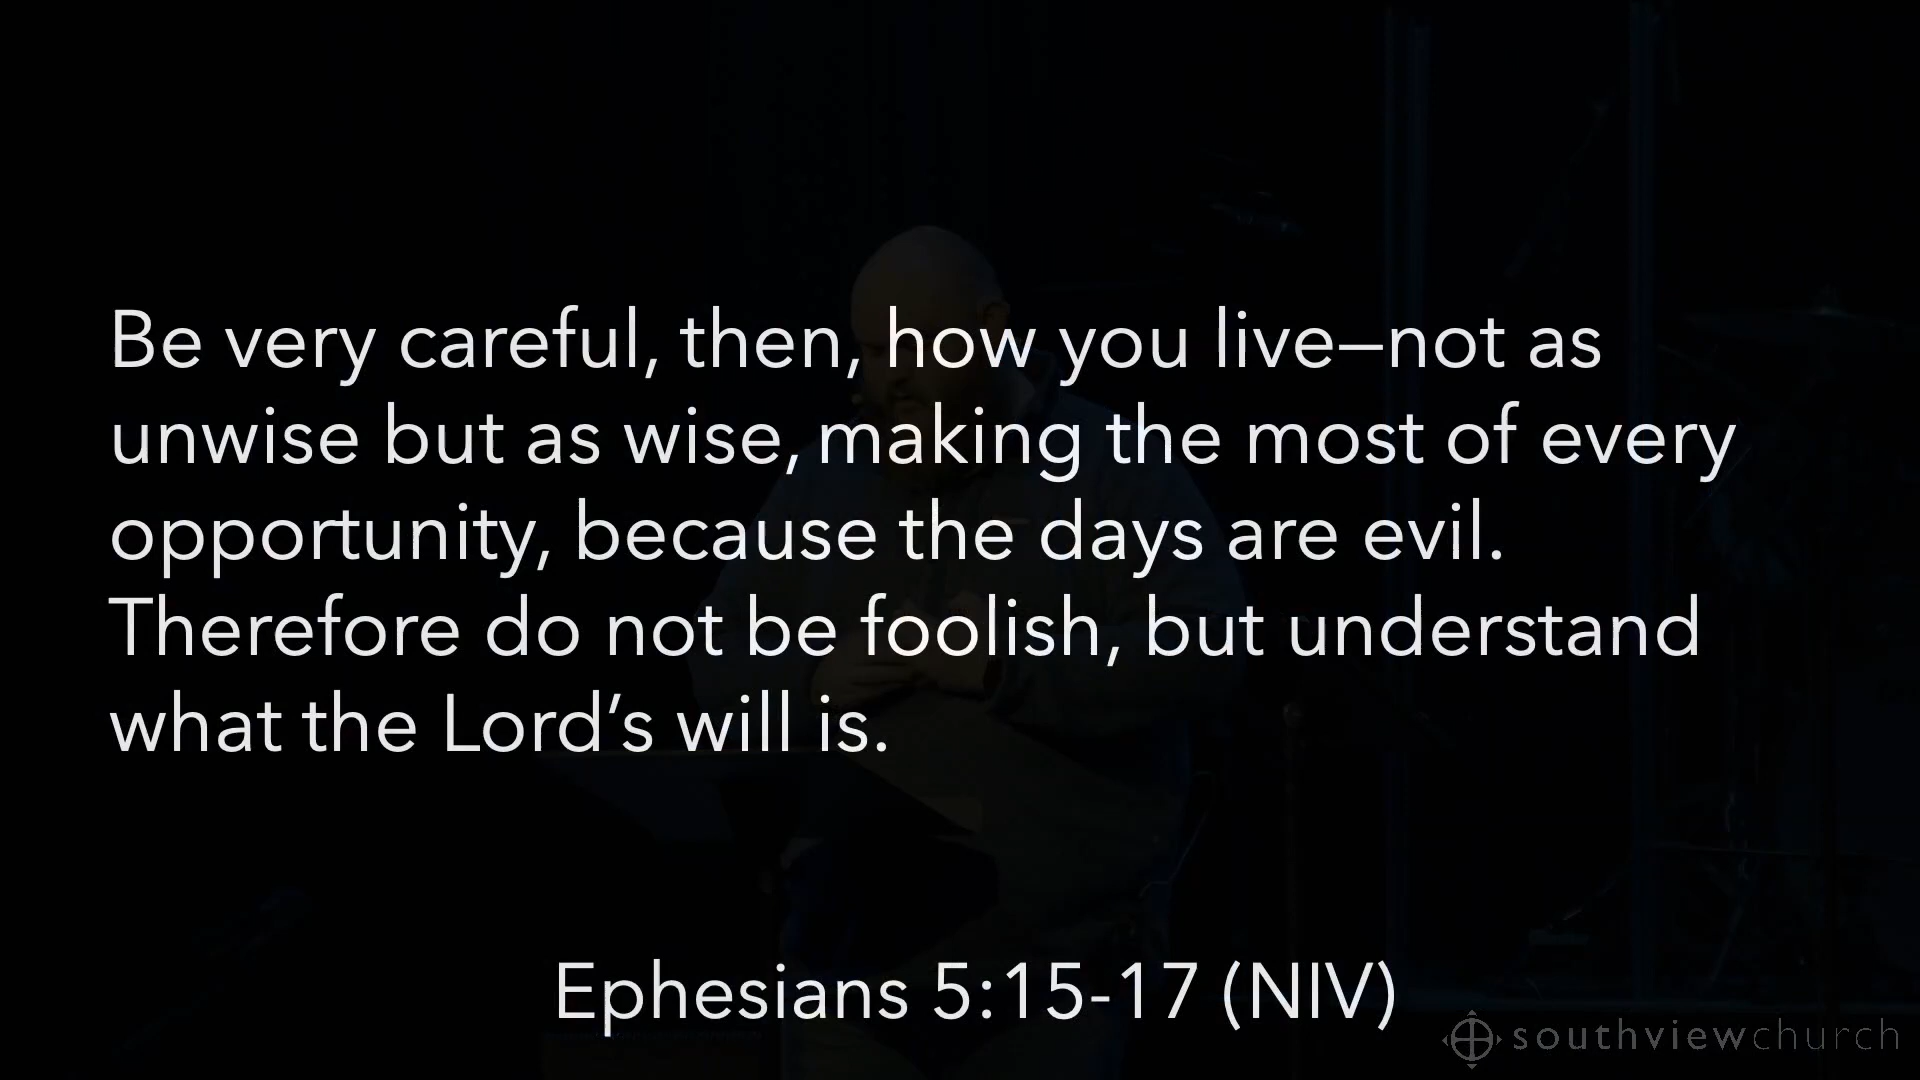 Be very careful, then, how you live—not as
unwise but as wise, making the most of every
opportunity, because the days are evil.
Therefore do not be foolish, but understand
what the Lord’s will is.
Ephesians 5:15-17 (NIV)
southviewchurch